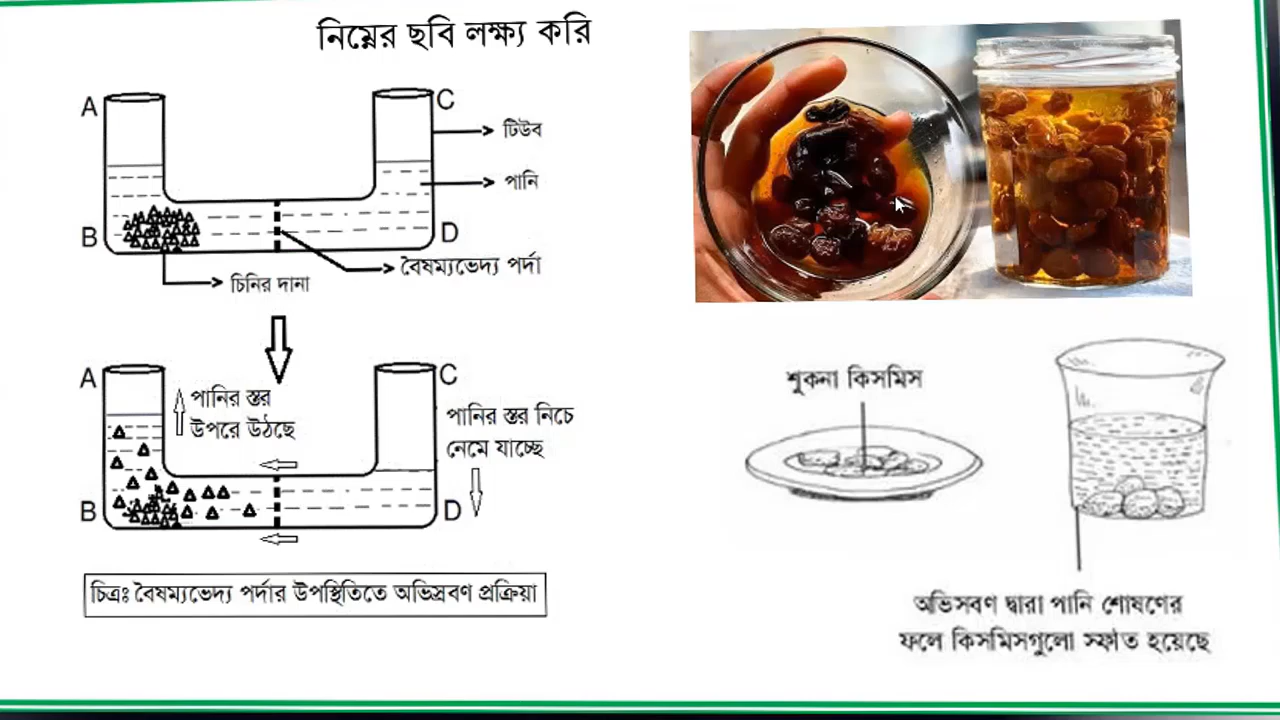 নিম্নের ছবি লক্ষ্য করি
A
C
টিউব
পানি
B
D
বৈষম্যভেদ্য পর্দা
চিনির দানা
A
C
পানির স্তর
উপরে উঠছে
পানির স্তর নিচে
নেমে যাচ্ছে
B
D
চিত্রঃ বৈষম্যভেদ্য পর্দার উপস্থিতিতে অভিস্রবণ প্রক্রিয়া
শুকনা কিসমিস
অভিসবণ দ্বারা পানি শোষণের
ফলে কিসমিসগুলো স্ফীত হয়েছে